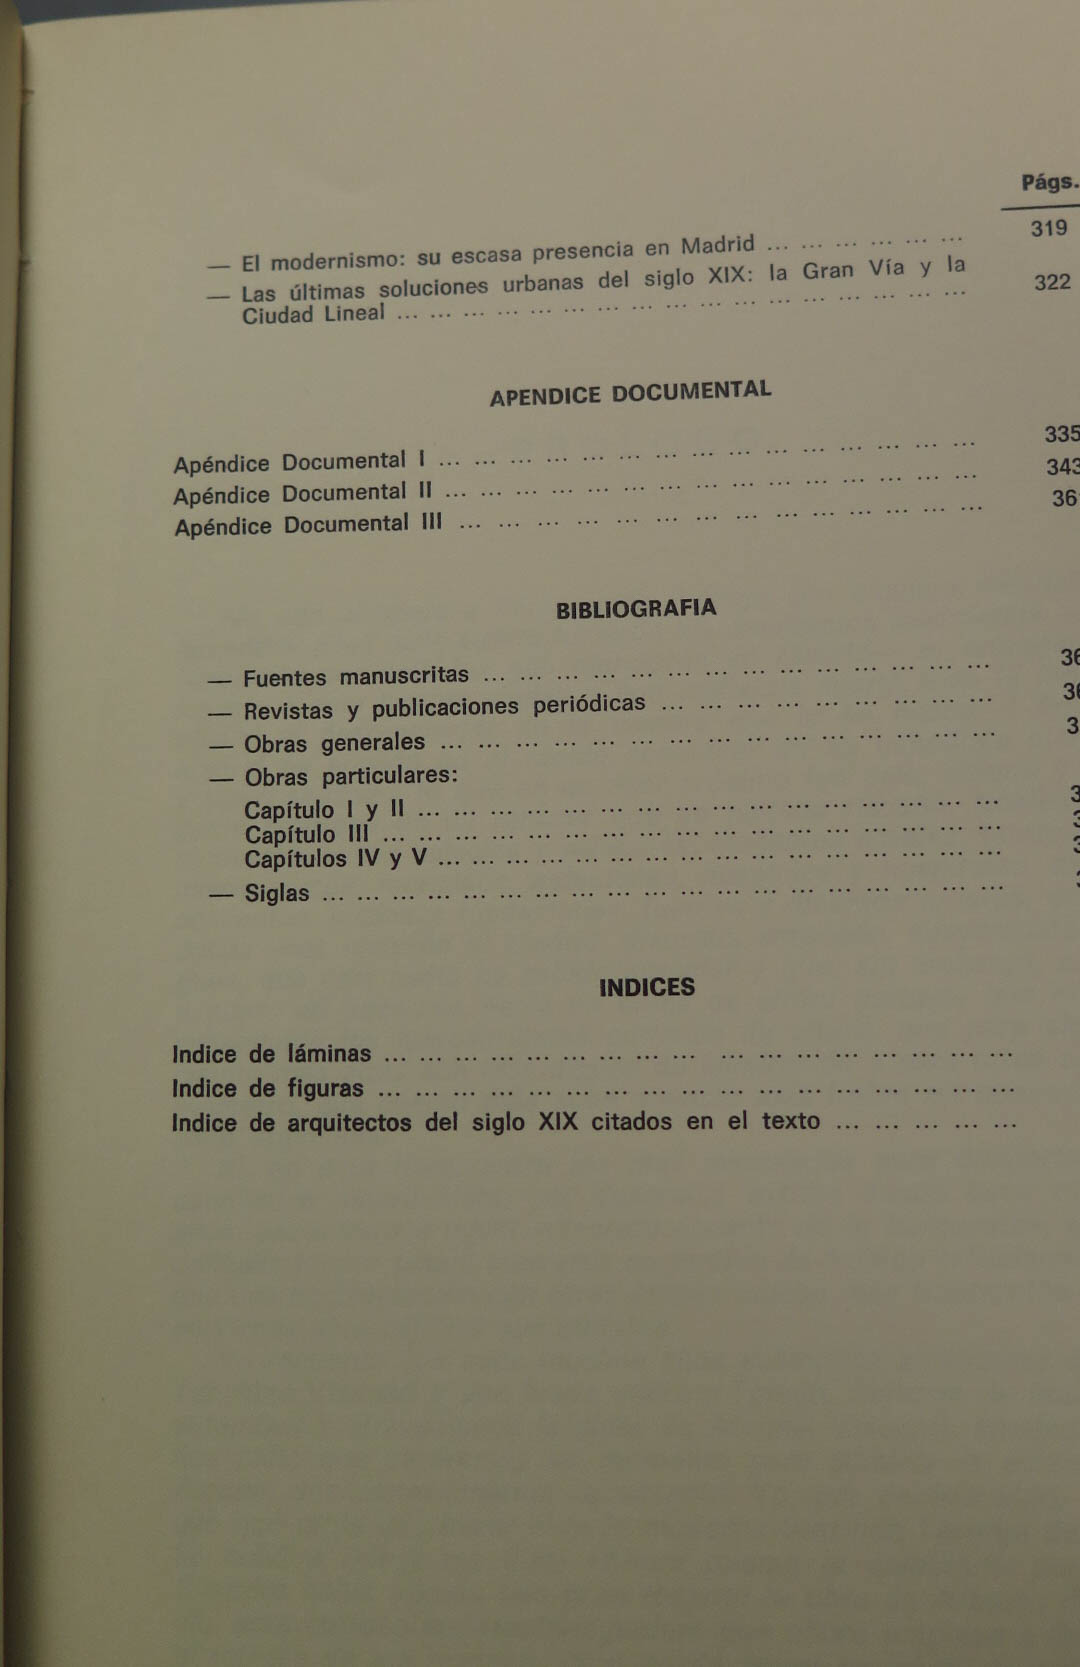 Págs.
— El modernismo: su escasa presencia en Madrid ... ... ... ... ... ... 319
— Las últimas soluciones urbanas del siglo XIX: la Gran Vía y la
Ciudad Lineal ... ... ... ... ... ... ... ... ... ... ... ... ... ... ... ... ... 322
APENDICE DOCUMENTAL
Apéndice Documental I ... ... ... ... ... ... ... ... ... ... ... ... ... ... ... 335
Apéndice Documental II ... ... ... ... ... ... ... ... ... ... ... ... ... ... ... 343
Apéndice Documental III ... ... ... ... ... ... ... ... ... ... ... ... ... ...
BIBLIOGRAFIA
— Fuentes manuscritas ... ... ... ... ... ... ... ... ... ... ... ... ... ...
— Revistas y publicaciones periódicas ... ... ... ... ... ... ... ... ...
— Obras generales ... ... ... ... ... ... ... ... ... ... ... ... ... ... ...
— Obras particulares:
Capítulo I y II ... ... ... ... ... ... ... ... ... ... ... ... ... ... ... ...
Capítulo III ... ... ... ... ... ... ... ... ... ... ... ... ... ... ... ... ...
Capítulos IV y V ... ... ... ... ... ... ... ... ... ... ... ... ... ... ...
— Siglas ... ... ... ... ... ... ... ... ... ... ... ... ... ... ... ... ... ... ...
INDICES
Indice de láminas ... ... ... ... ... ... ... ... ... ... ... ... ... ... ... ... ...
Indice de figuras ... ... ... ... ... ... ... ... ... ... ... ... ... ... ... ... ...
Indice de arquitectos del siglo XIX citados en el texto ... ... ... ... ...